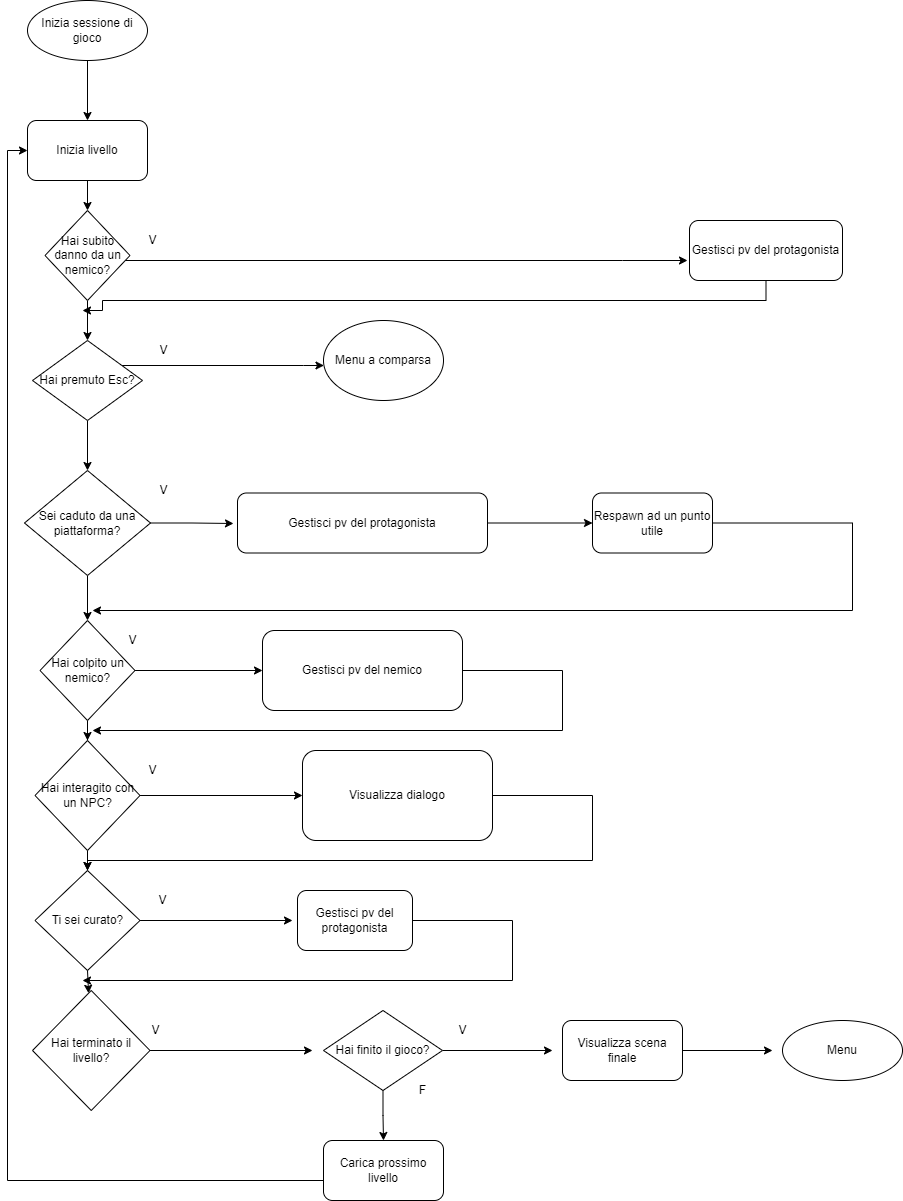 Inizia sessione di
gioco
Inizia livello
Hai subito
danno da un
nemico?
V
Gestisci pv del protagonista
Hai premuto Esc?
V
Menu a comparsa
Sei caduto da una
piattaforma?
V
Gestisci pv del protagonista
Respawn ad un punto
utile
Hai colpito un
nemico?
V
Gestisci pv del nemico
Hai interagito con
un NPC?
V
Visualizza dialogo
Ti sei curato?
V
Gestisci pv del
protagonista
Hai terminato il
livello?
V
Hai finito il gioco?
V
F
Visualizza scena
finale
Menu
Carica prossimo
livello